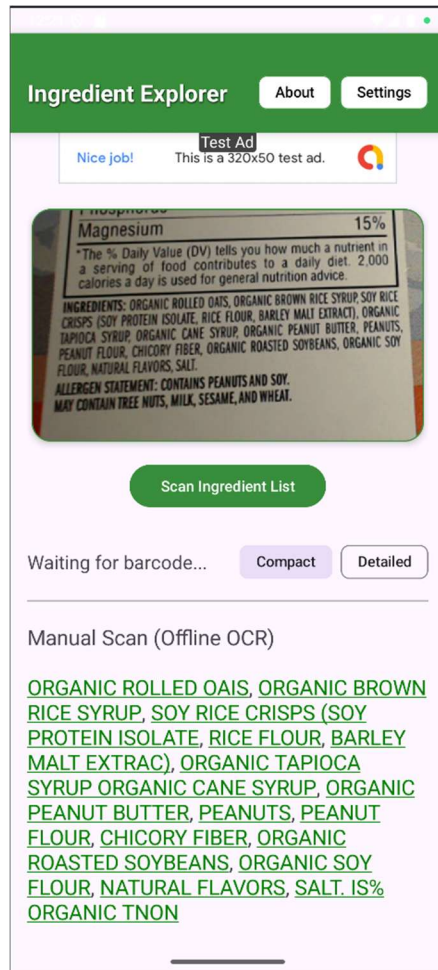 Ingredient Explorer
About
Settings
Test Ad
Nice job!
This is a 320x50 test ad.
Phosphorus
Magnesium 15%
*The % Daily Value (DV) tells you how much a nutrient in
a serving of food contributes to a daily diet. 2,000
calories a day is used for general nutrition advice.
INGREDIENTS: ORGANIC ROLLED OATS, ORGANIC BROWN RICE SYRUP, SOY RICE
CRISPS (SOY PROTEIN ISOLATE, RICE FLOUR, BARLEY MALT EXTRACT), ORGANIC
TAPIOCA SYRUP, ORGANIC CANE SYRUP, ORGANIC PEANUT BUTTER, PEANUTS,
PEANUT FLOUR, CHICORY FIBER, ORGANIC ROASTED SOYBEANS, ORGANIC SOY
FLOUR, NATURAL FLAVORS, SALT.
ALLERGEN STATEMENT: CONTAINS PEANUTS AND SOY.
MAY CONTAIN TREE NUTS, MILK, SESAME, AND WHEAT.
Scan Ingredient List
Waiting for barcode...
Compact
Detailed
Manual Scan (Offline OCR)
ORGANIC ROLLED OAIS, ORGANIC BROWN
RICE SYRUP, SOY RICE CRISPS (SOY
PROTEIN ISOLATE, RICE FLOUR, BARLEY
MALT EXTRAC), ORGANIC TAPIOCA
SYRUP ORGANIC CANE SYRUP, ORGANIC
PEANUT BUTTER, PEANUTS, PEANUT
FLOUR, CHICORY FIBER, ORGANIC
ROASTED SOYBEANS, ORGANIC SOY
FLOUR, NATURAL FLAVORS, SALT. IS%
ORGANIC TNON